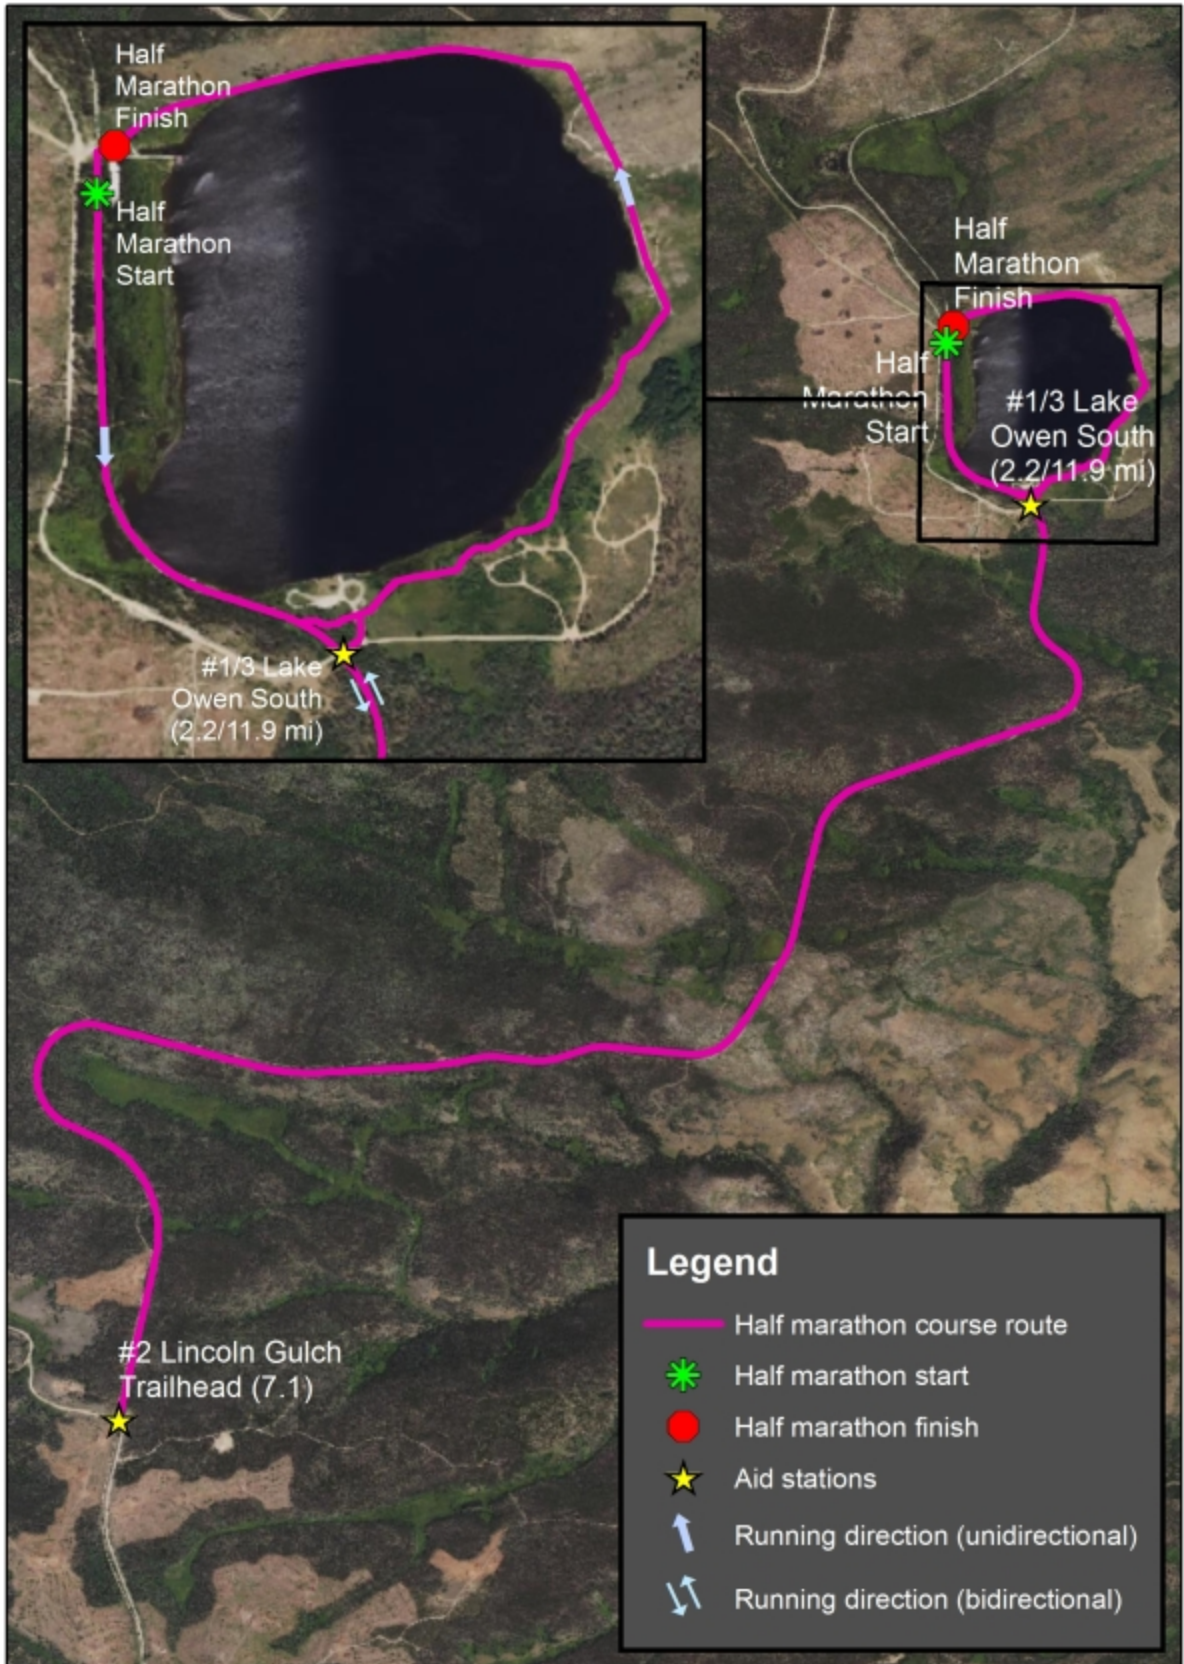 Half
Marathon
Finish
Half
Marathon
Start
#1/3 Lake
Owen South
(2.2/11.9 mi)
Half
Marathon
Finish
Half
Marathon
Start
#1/3 Lake
Owen South
(2.2/11.9 mi)
#2 Lincoln Gulch
Trailhead (7.1)
Legend
Half marathon course route
Half marathon start
Half marathon finish
Aid stations
Running direction (unidirectional)
Running direction (bidirectional)